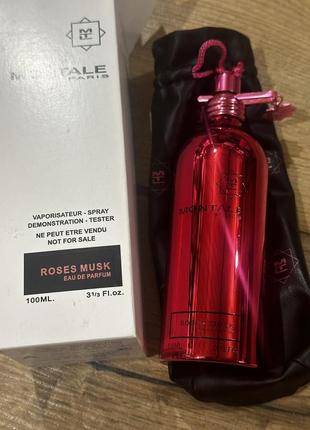 MONTALE
PARIS
VAPORISATEUR - SPRAY
DEMONSTRATION - TESTER
NE PEUT ETRE VENDU
NOT FOR SALE
ROSES MUSK
EAU DE PARFUM
100ML. 3 1/3 Fl.oz.
MONTALE